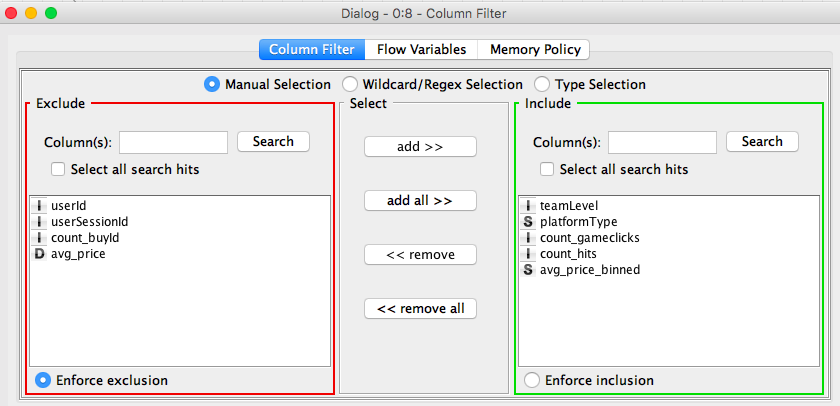 Dialog - 0:8 - Column Filter
Column Filter Flow Variables Memory Policy
Manual Selection Wildcard/Regex Selection Type Selection
Exclude
Column(s): Search
Select all search hits
I userId
I userSessionId
I count_buyId
D avg_price
Enforce exclusion
Select
add >>
add all >>
<< remove
<< remove all
Include
Column(s): Search
Select all search hits
I teamLevel
S platformType
I count_gameclicks
I count_hits
S avg_price_binned
Enforce inclusion